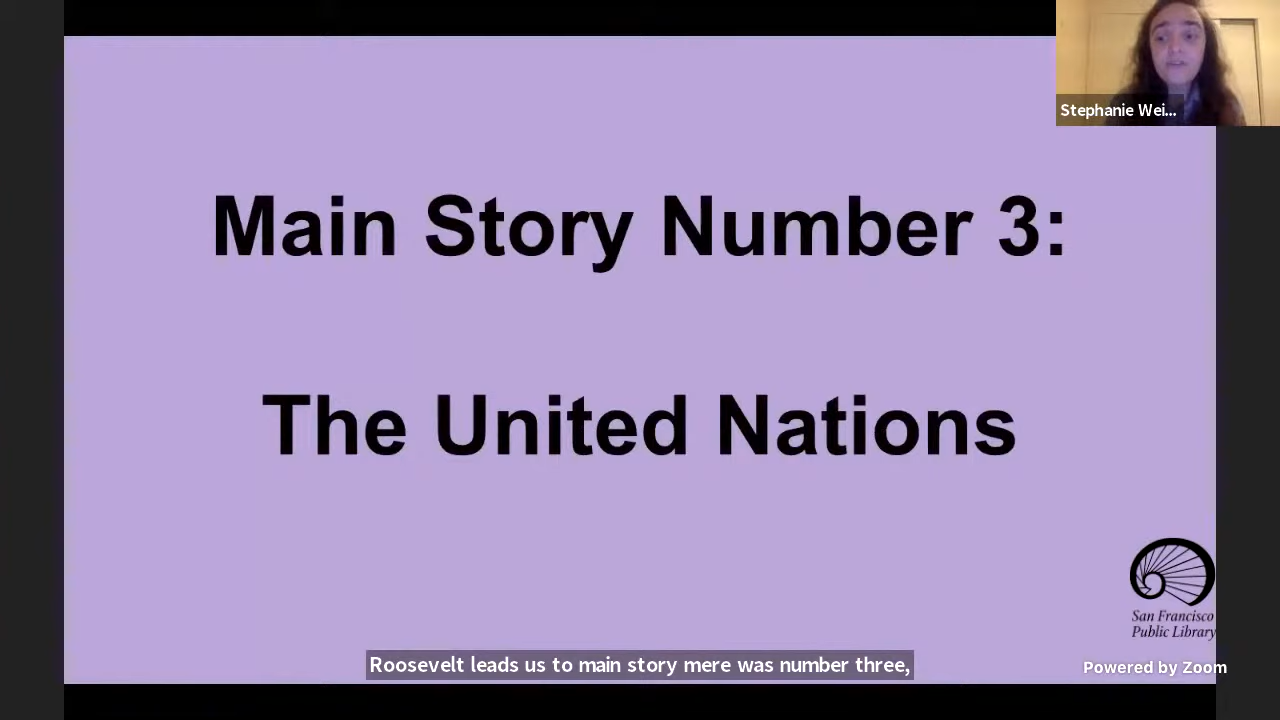 Stephanie Wei...
Main Story Number 3:
The United Nations
San Francisco
Public Library
Roosevelt leads us to main story mere was number three,
Powered by Zoom